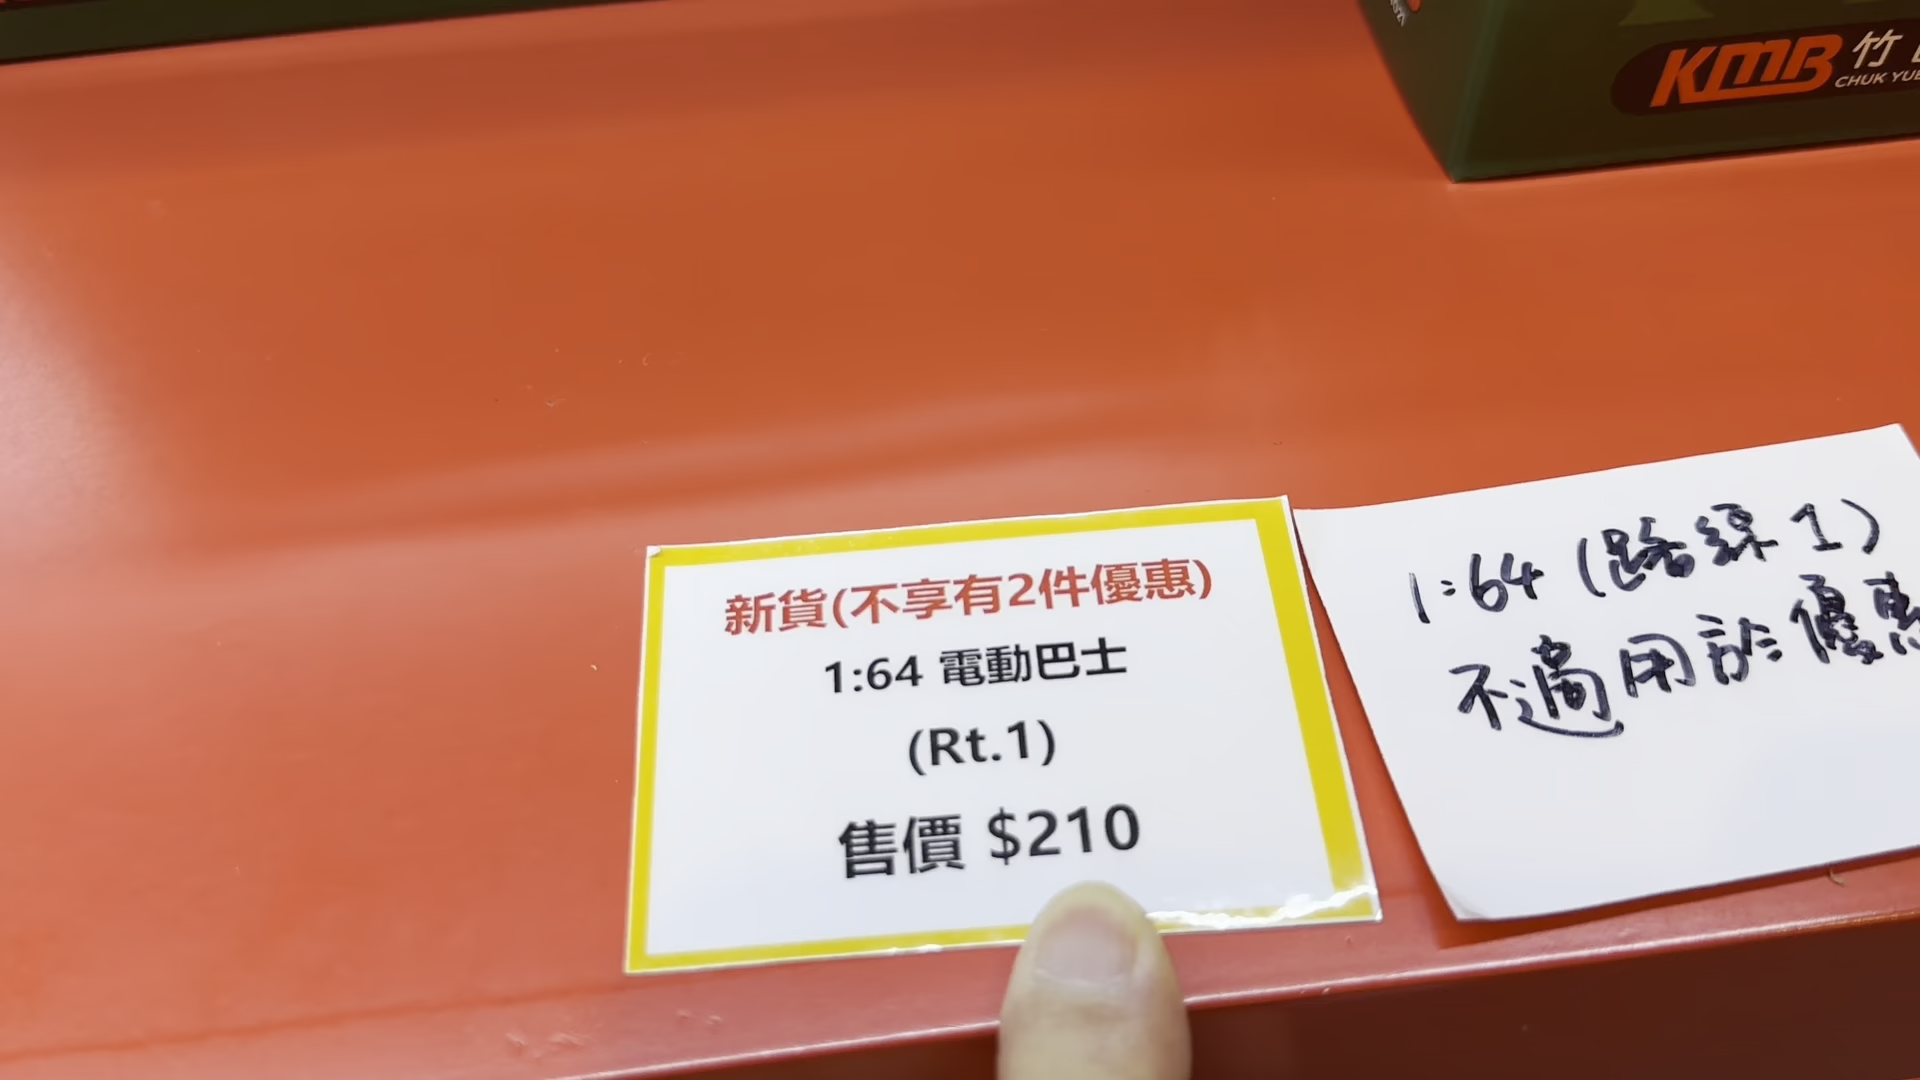 KMB 竹
CHUK YUE
新貨(不享有2件優惠)
1:64 電動巴士
(Rt.1)
售價 $210
1:64 (路綫1)
不適用於優惠